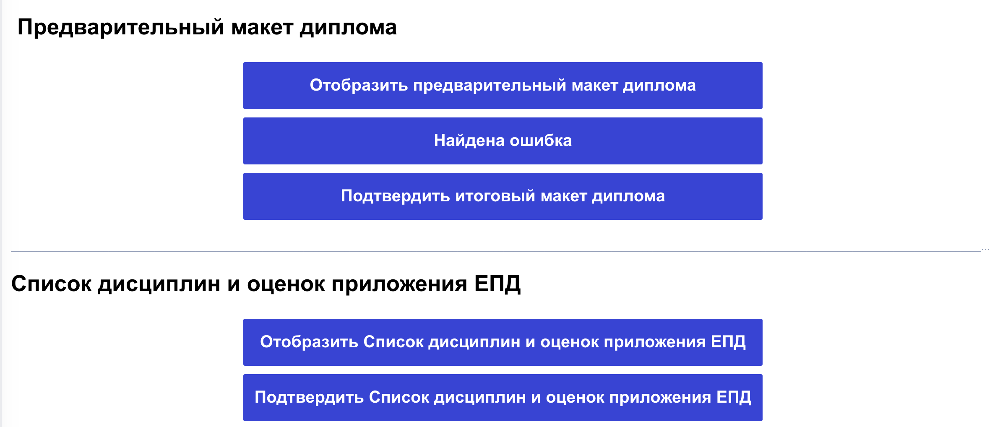 Предварительный макет диплома
Отобразить предварительный макет диплома
Найдена ошибка
Подтвердить итоговый макет диплома
...
Список дисциплин и оценок приложения ЕПД
Отобразить Список дисциплин и оценок приложения ЕПД
Подтвердить Список дисциплин и оценок приложения ЕПД